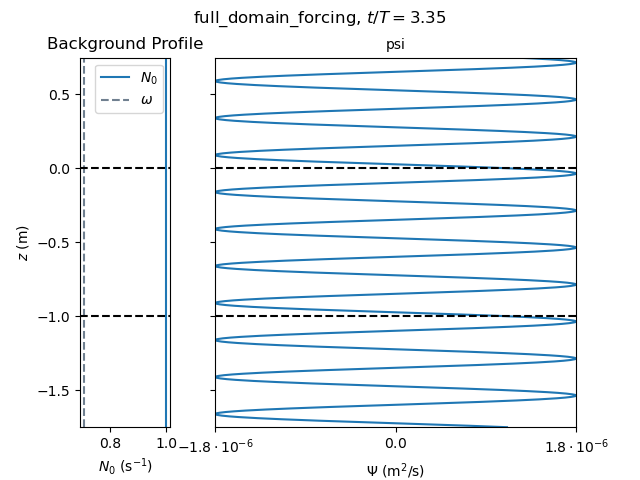 full_domain_forcing, t/T = 3.35
Background Profile
psi
N₀
ω
0.5
0.0
−0.5
−1.0
−1.5
z (m)
0.8
1.0
−1.8 · 10⁻⁶
0.0
1.8 · 10⁻⁶
N₀ (s⁻¹)
Ψ (m²/s)